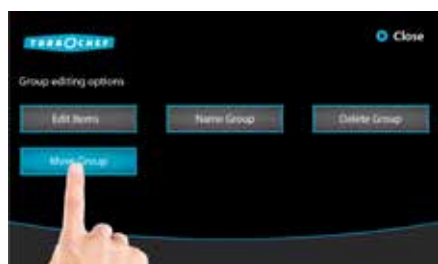 TURBOCHEF
Close
Group editing options
Edit Items
Name Group
Delete Group
Move Group